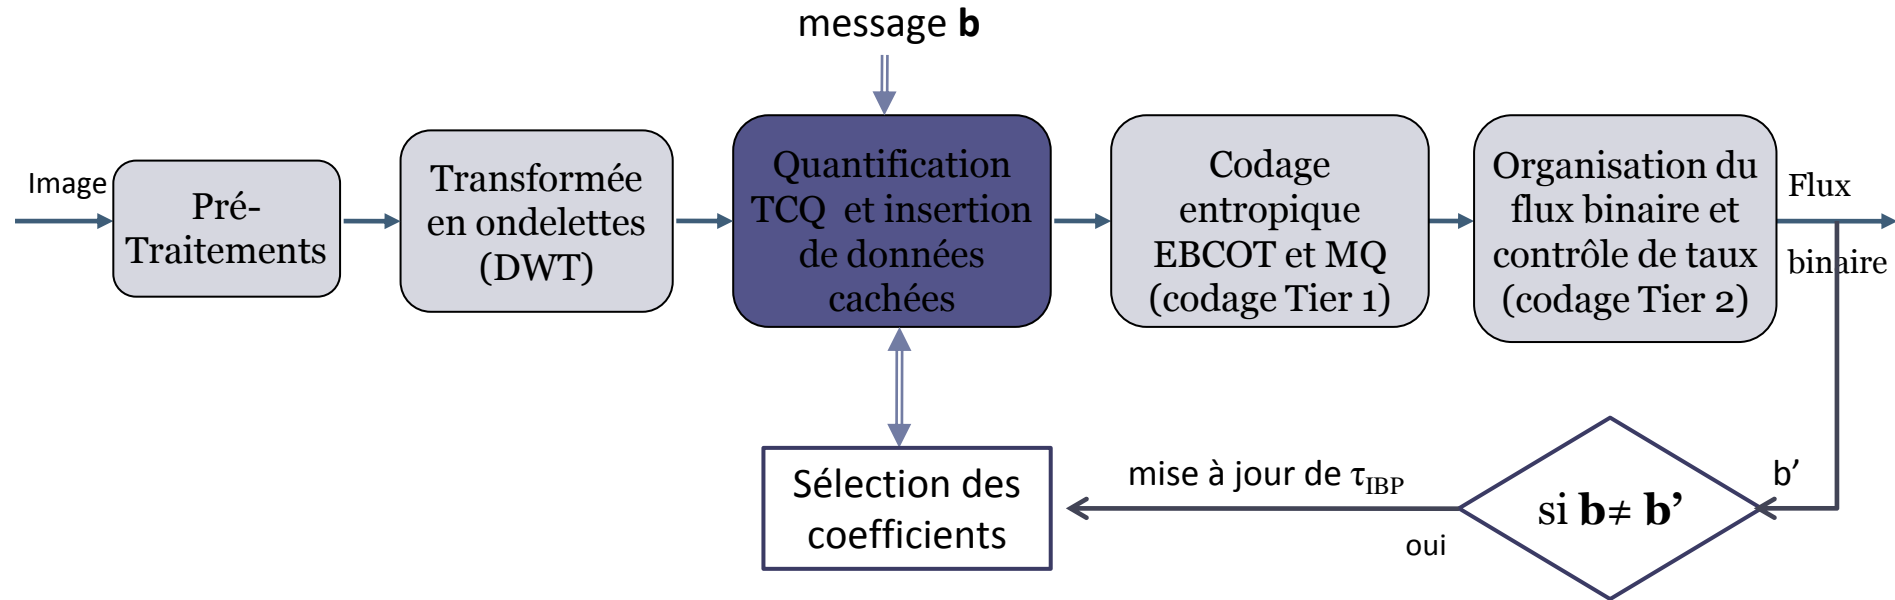 message b
Image
Pré-
Traitements
Transformée
en ondelettes
(DWT)
Quantification
TCQ et insertion
de données
cachées
Codage
entropique
EBCOT et MQ
(codage Tier 1)
Organisation du
flux binaire et
contrôle de taux
(codage Tier 2)
Flux
binaire
Sélection des
coefficients
mise à jour de τIBP
oui
si b≠ b’
b’